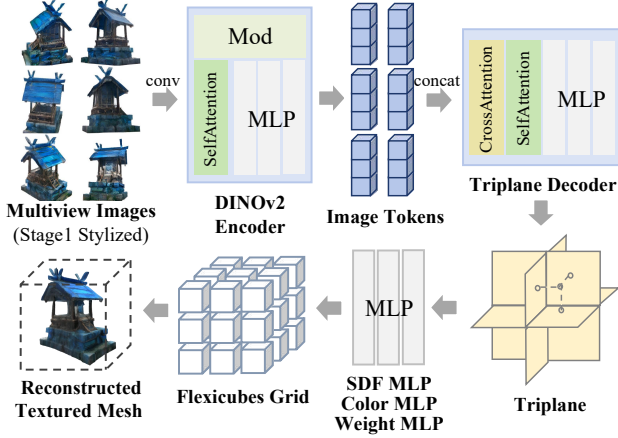 Mod
conv
SelfAttention
MLP
concat
CrossAttention
SelfAttention
MLP
Multiview Images
(Stage1 Stylized)
DINOv2
Encoder
Image Tokens
Triplane Decoder
MLP
Reconstructed
Textured Mesh
Flexicubes Grid
SDF MLP
Color MLP
Weight MLP
Triplane